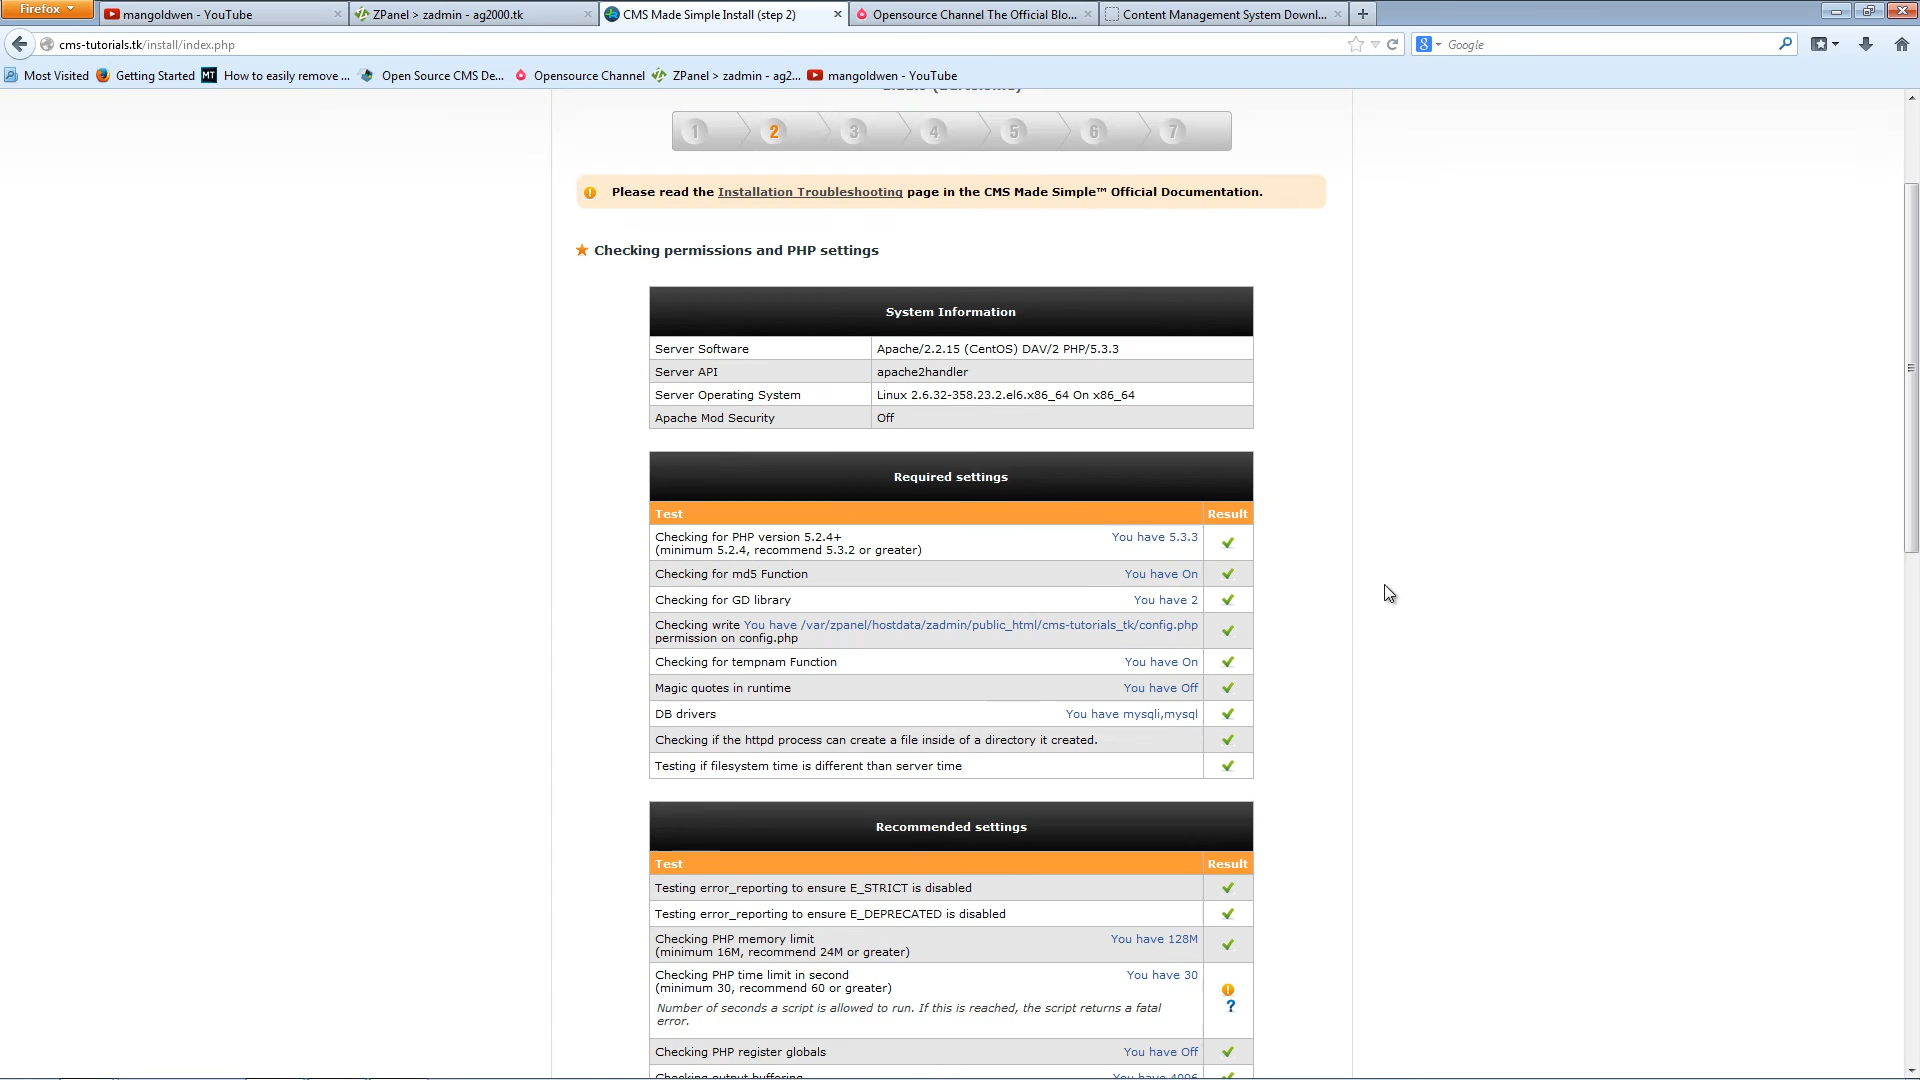 Firefox
mangoldwen - YouTube
ZPanel > zadmin - ag2000.tk
CMS Made Simple Install (step 2)
Opensource Channel The Official Blo...
Content Management System Downl...
cms-tutorials.tk/install/index.php
Google
Most Visited
Getting Started
MT
How to easily remove ...
Open Source CMS De...
Opensource Channel
ZPanel > zadmin - ag2...
mangoldwen - YouTube
1 2 3 4 5 6 7
Please read the Installation Troubleshooting page in the CMS Made Simple™ Official Documentation.
Checking permissions and PHP settings
System Information
Server Software Apache/2.2.15 (CentOS) DAV/2 PHP/5.3.3
Server API apache2handler
Server Operating System Linux 2.6.32-358.23.2.el6.x86_64 On x86_64
Apache Mod Security Off
Required settings
Test Result
Checking for PHP version 5.2.4+ You have 5.3.3
(minimum 5.2.4, recommend 5.3.2 or greater)
Checking for md5 Function You have On
Checking for GD library You have 2
Checking write You have /var/zpanel/hostdata/zadmin/public_html/cms-tutorials_tk/config.php
permission on config.php
Checking for tempnam Function You have On
Magic quotes in runtime You have Off
DB drivers You have mysqli,mysql
Checking if the httpd process can create a file inside of a directory it created.
Testing if filesystem time is different than server time
Recommended settings
Test Result
Testing error_reporting to ensure E_STRICT is disabled
Testing error_reporting to ensure E_DEPRECATED is disabled
Checking PHP memory limit You have 128M
(minimum 16M, recommend 24M or greater)
Checking PHP time limit in second You have 30
(minimum 30, recommend 60 or greater)
Number of seconds a script is allowed to run. If this is reached, the script returns a fatal
error.
Checking PHP register globals You have Off
Checking output buffering You have 4096